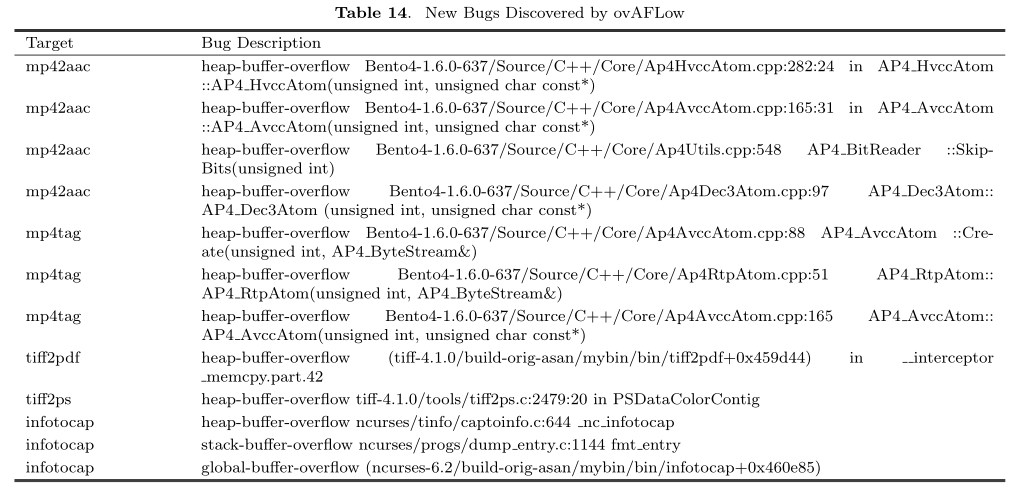 Table 14. New Bugs Discovered by ovAFLow
Target Bug Description
mp42aac heap-buffer-overflow Bento4-1.6.0-637/Source/C++/Core/Ap4HvccAtom.cpp:282:24 in AP4_HvccAtom
::AP4_HvccAtom(unsigned int, unsigned char const*)
mp42aac heap-buffer-overflow Bento4-1.6.0-637/Source/C++/Core/Ap4AvccAtom.cpp:165:31 in AP4_AvccAtom
::AP4_AvccAtom(unsigned int, unsigned char const*)
mp42aac heap-buffer-overflow Bento4-1.6.0-637/Source/C++/Core/Ap4Utils.cpp:548 AP4_BitReader ::Skip-
Bits(unsigned int)
mp42aac heap-buffer-overflow Bento4-1.6.0-637/Source/C++/Core/Ap4Dec3Atom.cpp:97 AP4_Dec3Atom::
AP4_Dec3Atom (unsigned int, unsigned char const*)
mp4tag heap-buffer-overflow Bento4-1.6.0-637/Source/C++/Core/Ap4AvccAtom.cpp:88 AP4_AvccAtom ::Cre-
ate(unsigned int, AP4_ByteStream&)
mp4tag heap-buffer-overflow Bento4-1.6.0-637/Source/C++/Core/Ap4RtpAtom.cpp:51 AP4_RtpAtom::
AP4_RtpAtom(unsigned int, AP4_ByteStream&)
mp4tag heap-buffer-overflow Bento4-1.6.0-637/Source/C++/Core/Ap4AvccAtom.cpp:165 AP4_AvccAtom::
AP4_AvccAtom(unsigned int, unsigned char const*)
tiff2pdf heap-buffer-overflow (tiff-4.1.0/build-orig-asan/mybin/bin/tiff2pdf+0x459d44) in __interceptor
_memcpy.part.42
tiff2ps heap-buffer-overflow tiff-4.1.0/tools/tiff2ps.c:2479:20 in PSDataColorContig
infotocap heap-buffer-overflow ncurses/tinfo/captoinfo.c:644 _nc_infotocap
infotocap stack-buffer-overflow ncurses/progs/dump_entry.c:1144 fmt_entry
infotocap global-buffer-overflow (ncurses-6.2/build-orig-asan/mybin/bin/infotocap+0x460e85)